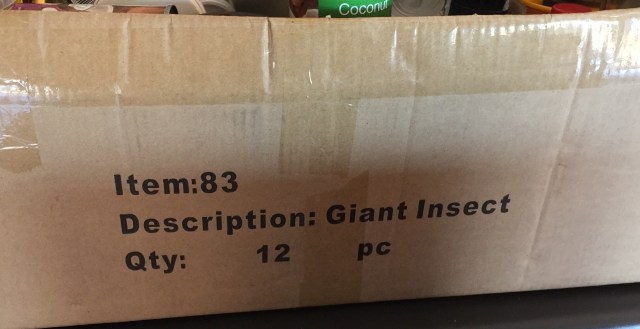 Coconut
Item:83
Description: Giant Insect
Qty: 12 pc